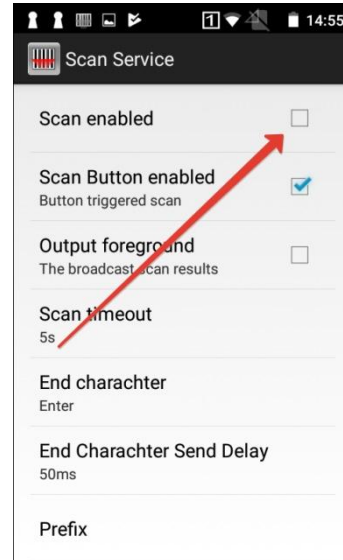 1 14:55
Scan Service
Scan enabled
Scan Button enabled
Button triggered scan
Output foreground
The broadcast scan results
Scan timeout
5s
End charachter
Enter
End Charachter Send Delay
50ms
Prefix